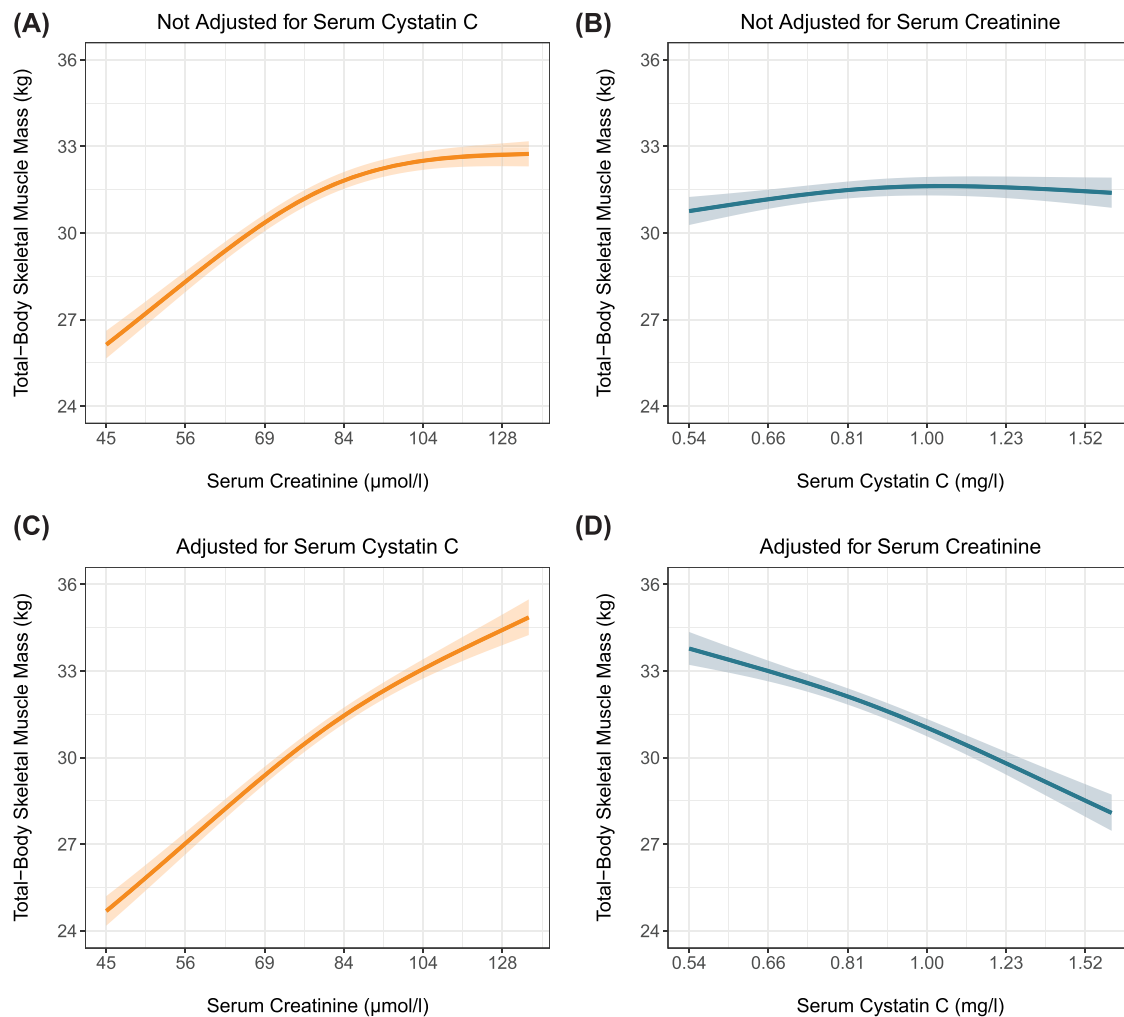 (A)
Not Adjusted for Serum Cystatin C
Total−Body Skeletal Muscle Mass (kg)
36
33
30
27
24
45 56 69 84 104 128
Serum Creatinine (µmol/l)
(B)
Not Adjusted for Serum Creatinine
Total−Body Skeletal Muscle Mass (kg)
36
33
30
27
24
0.54 0.66 0.81 1.00 1.23 1.52
Serum Cystatin C (mg/l)
(C)
Adjusted for Serum Cystatin C
Total−Body Skeletal Muscle Mass (kg)
36
33
30
27
24
45 56 69 84 104 128
Serum Creatinine (µmol/l)
(D)
Adjusted for Serum Creatinine
Total−Body Skeletal Muscle Mass (kg)
36
33
30
27
24
0.54 0.66 0.81 1.00 1.23 1.52
Serum Cystatin C (mg/l)